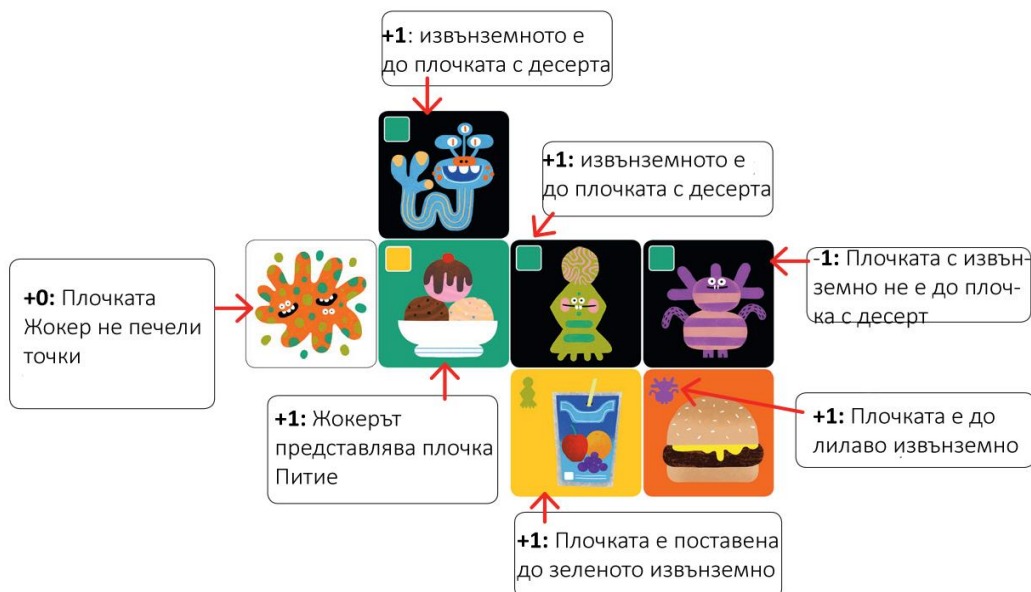 +1: извънземното е
до плочката с десерта
+1: извънземното е
до плочката с десерта
+0: Плочката
Жокер не печели
точки
-1: Плочката с извън-
земно не е до плоч-
ка с десерт
+1: Жокерът
представлява плочка
Питие
+1: Плочката е до
лилаво извънземно
+1: Плочката е поставена
до зеленото извънземно